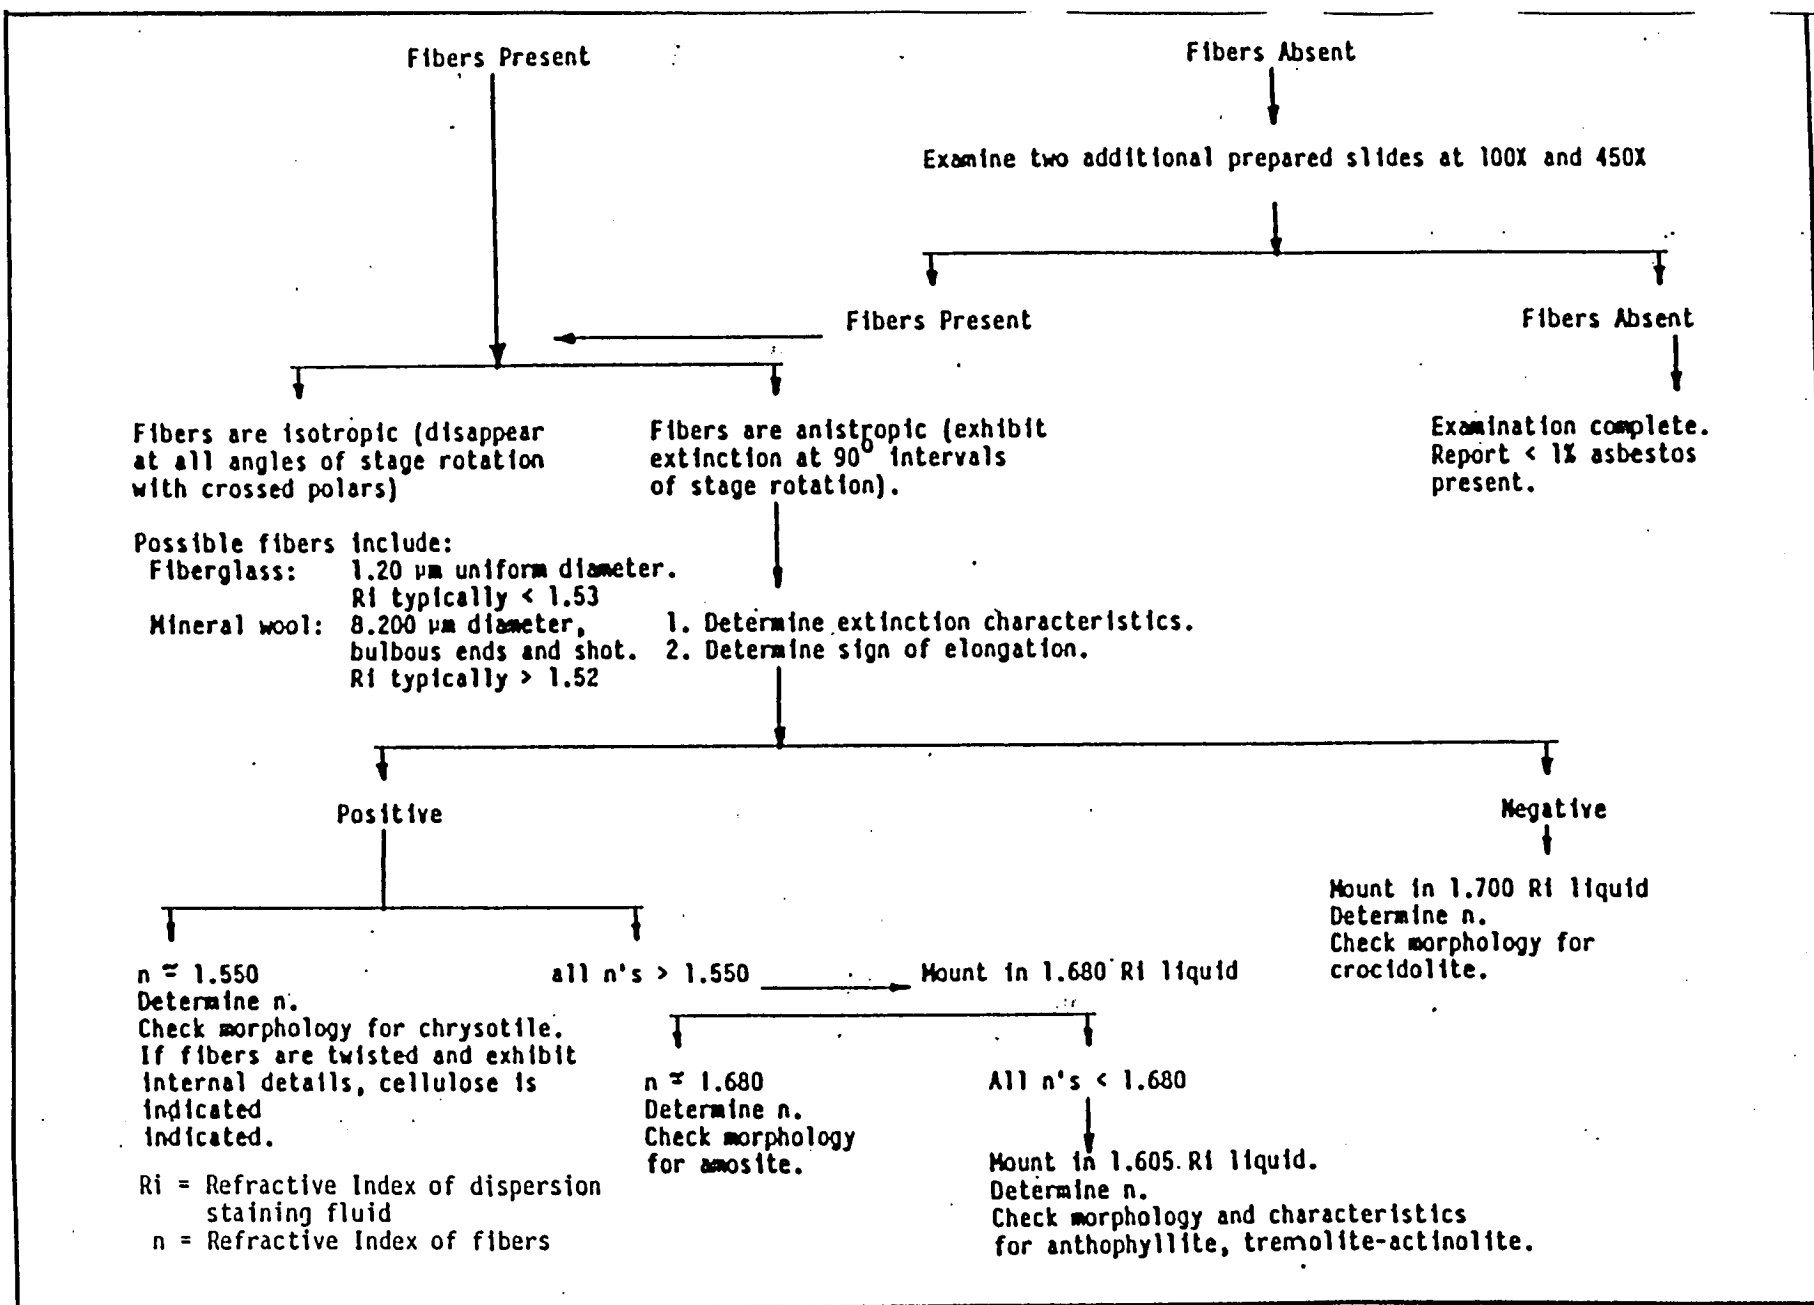 Fibers Present
Fibers Absent
Examine two additional prepared slides at 100X and 450X
Fibers Present
Fibers Absent
Fibers are isotropic (disappear
at all angles of stage rotation
with crossed polars)
Fibers are anistropic (exhibit
extinction at 90° intervals
of stage rotation).
Examination complete.
Report < 1% asbestos
present.
Possible fibers include:
Fiberglass: 1.20 µm uniform diameter.
Ri typically < 1.53
Mineral wool: 8.200 µm diameter,
bulbous ends and shot.
Ri typically > 1.52
1. Determine extinction characteristics.
2. Determine sign of elongation.
Positive
Negative
Mount in 1.700 Ri liquid
Determine n.
Check morphology for
crocidolite.
n ≃ 1.550
Determine n.
Check morphology for chrysotile.
If fibers are twisted and exhibit
internal details, cellulose is
indicated
indicated.
all n's > 1.550
Mount in 1.680 Ri liquid
n ≃ 1.680
Determine n.
Check morphology
for amosite.
All n's < 1.680
Mount in 1.605 Ri liquid.
Determine n.
Check morphology and characteristics
for anthophyllite, tremolite-actinolite.
Ri = Refractive Index of dispersion
staining fluid
n = Refractive Index of fibers